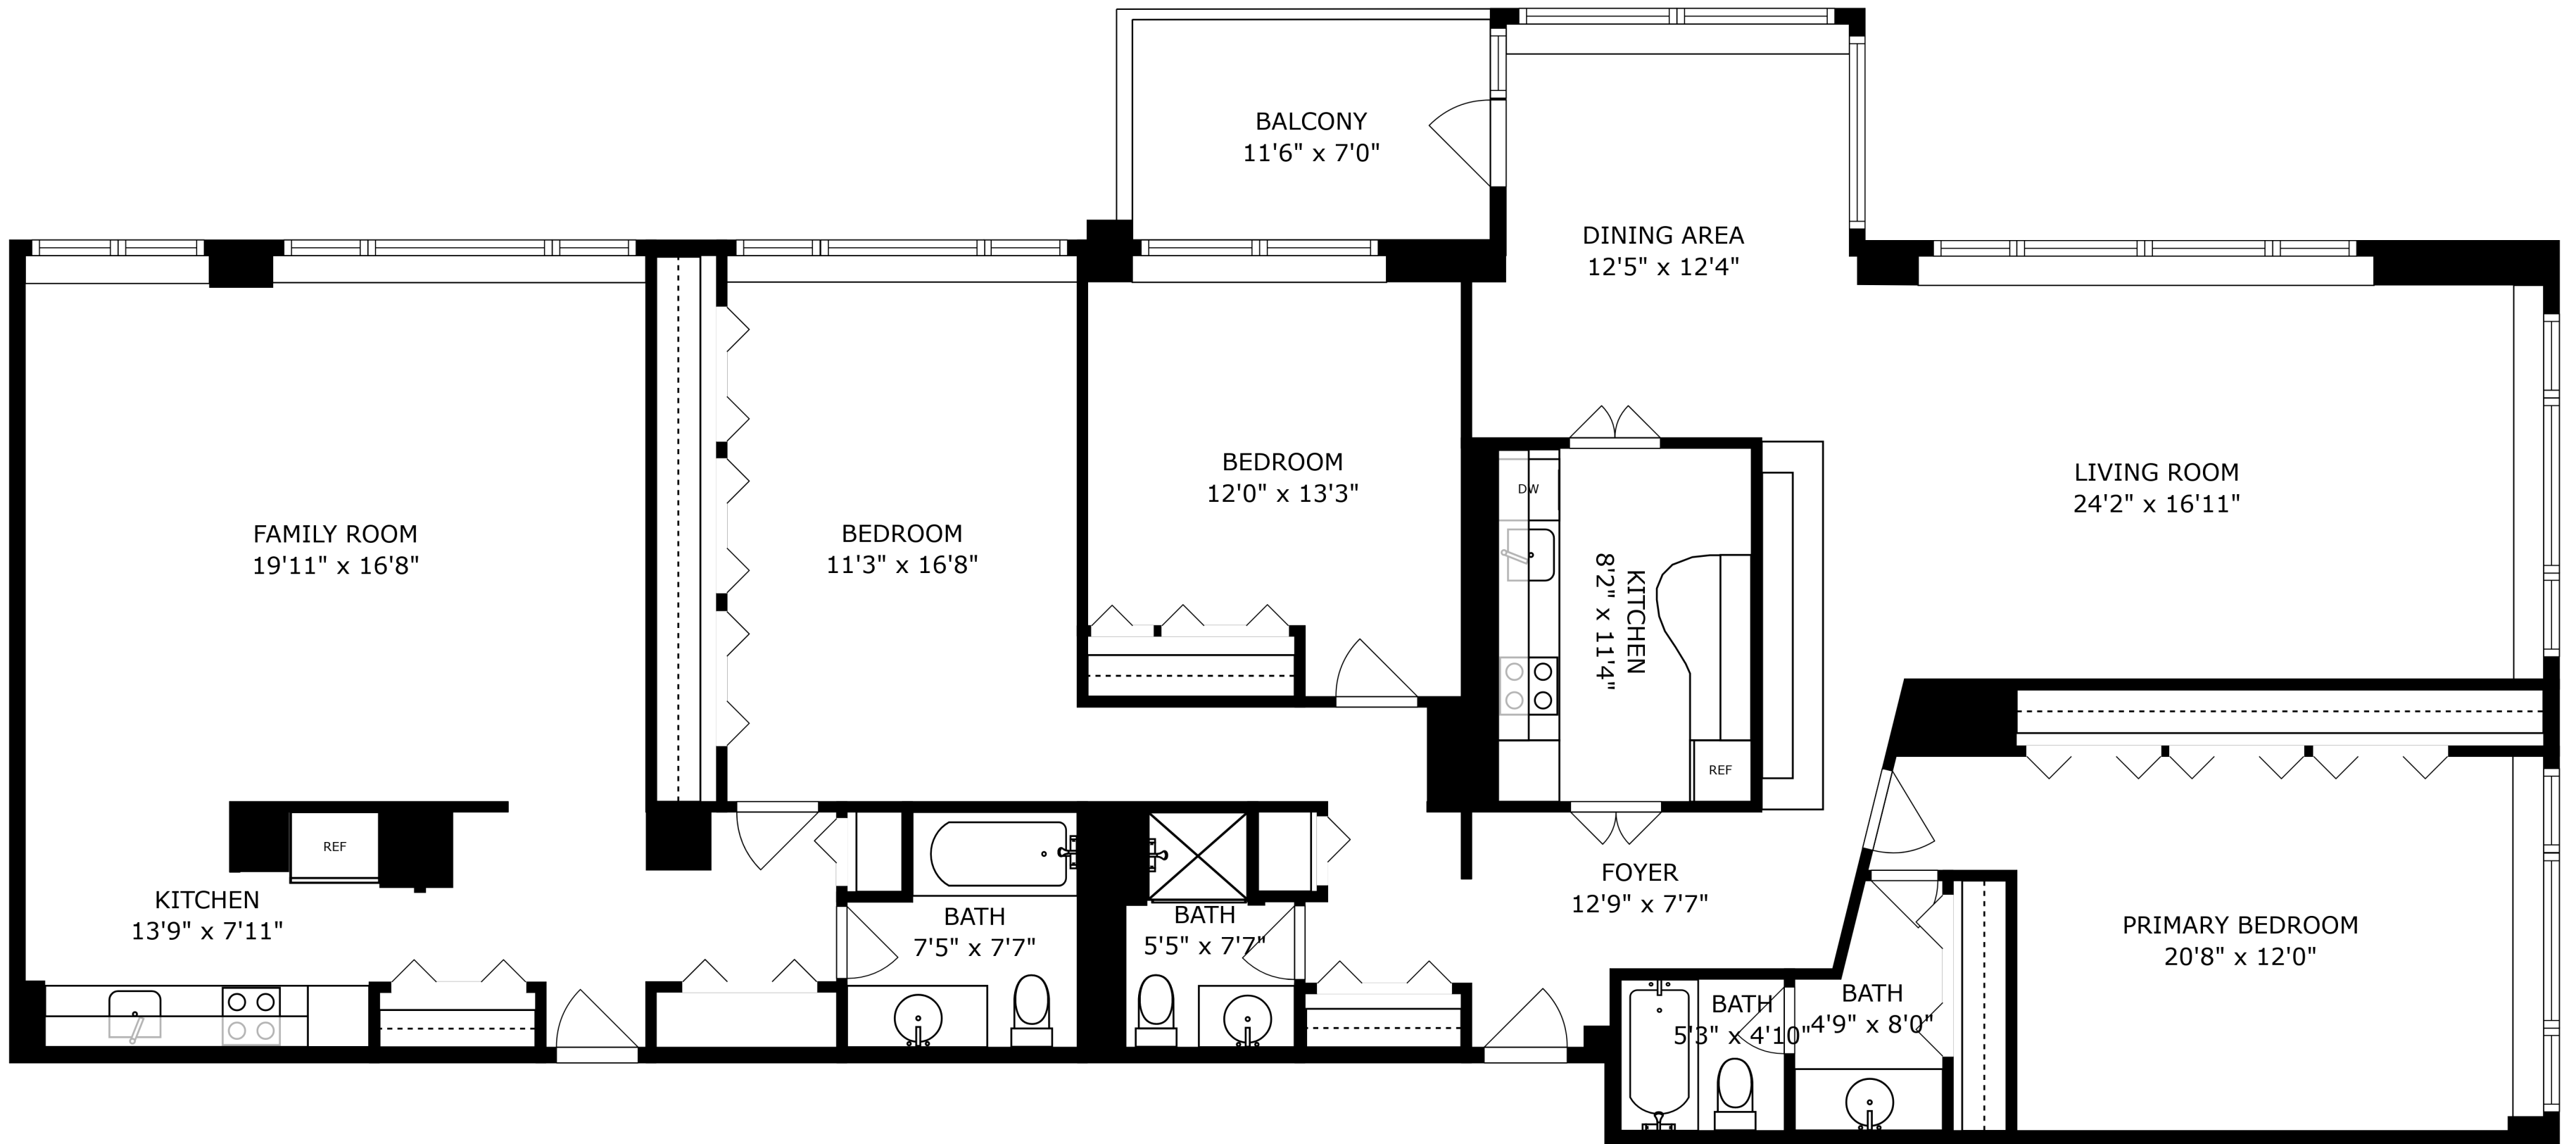 BALCONY
11'6" x 7'0"
DINING AREA
12'5" x 12'4"
FAMILY ROOM
19'11" x 16'8"
BEDROOM
11'3" x 16'8"
BEDROOM
12'0" x 13'3"
DW
KITCHEN
8'2" x 11'4"
REF
LIVING ROOM
24'2" x 16'11"
REF
KITCHEN
13'9" x 7'11"
BATH
7'5" x 7'7"
BATH
5'5" x 7'7"
FOYER
12'9" x 7'7"
BATH
5'3" x 4'10"
BATH
4'9" x 8'0"
PRIMARY BEDROOM
20'8" x 12'0"